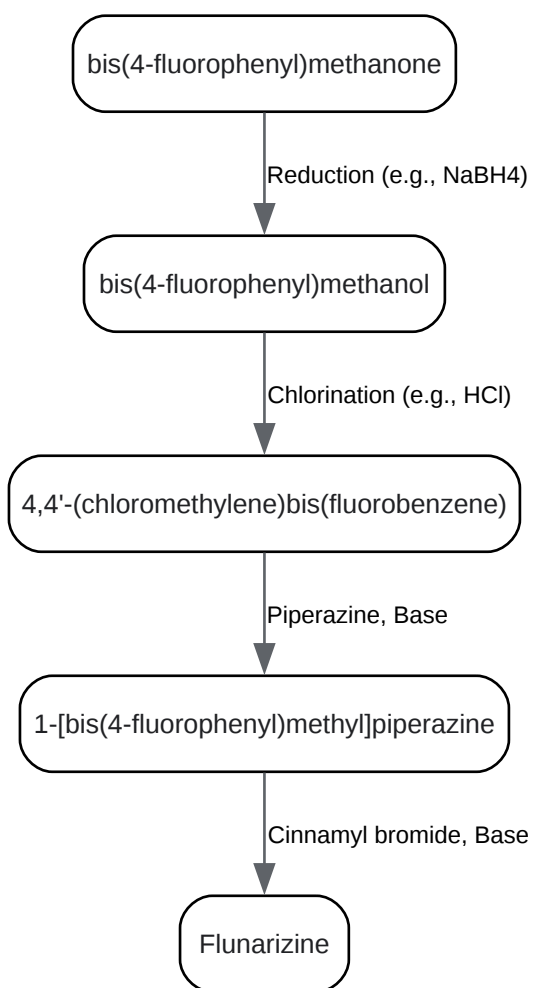 bis(4-fluorophenyl)methanone
Reduction (e.g., NaBH4)
bis(4-fluorophenyl)methanol
Chlorination (e.g., HCl)
4,4'-(chloromethylene)bis(fluorobenzene)
Piperazine, Base
1-[bis(4-fluorophenyl)methyl]piperazine
Cinnamyl bromide, Base
Flunarizine